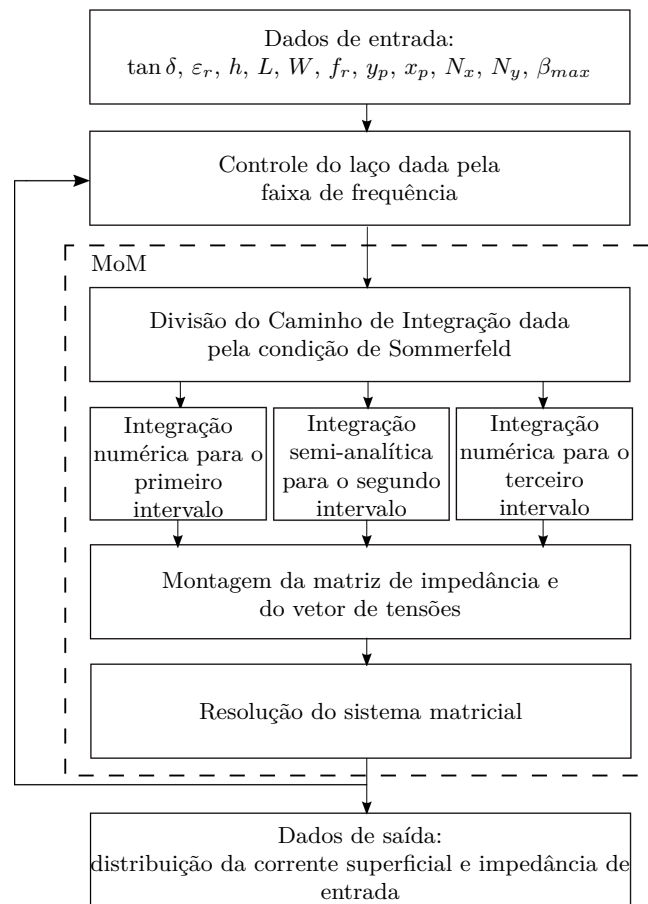 Dados de entrada:
tan δ, εr, h, L, W, fr, yp, xp, Nx, Ny, βmax
Controle do laço dada pela
faixa de frequência
MoM
Divisão do Caminho de Integração dada
pela condição de Sommerfeld
Integração
numérica para o
primeiro
intervalo
Integração
semi-analítica
para o segundo
intervalo
Integração
numérica para o
terceiro
intervalo
Montagem da matriz de impedância e
do vetor de tensões
Resolução do sistema matricial
Dados de saída:
distribuição da corrente superficial e impedância de
entrada